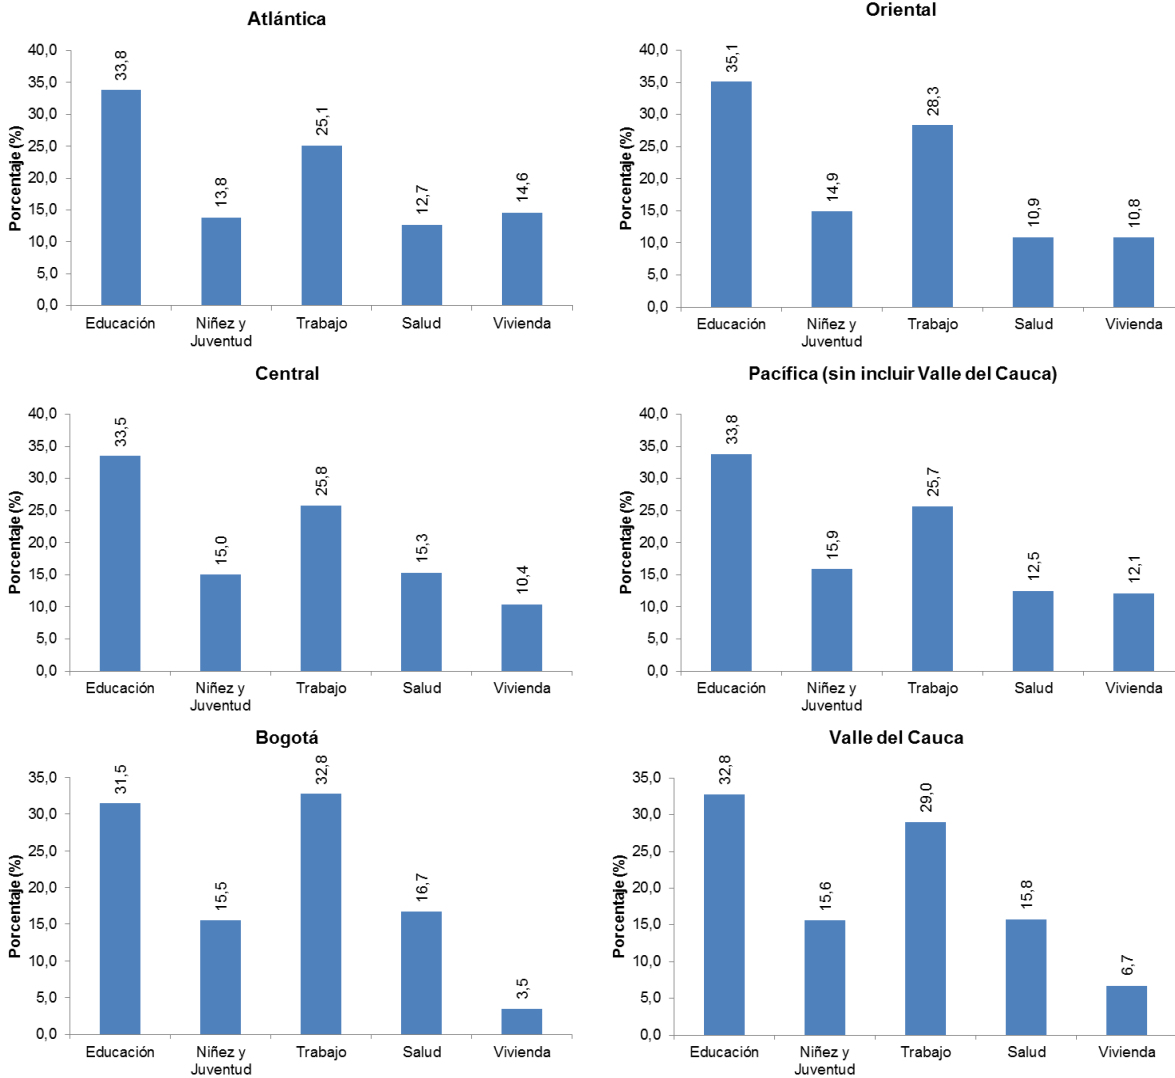 Atlántica
Porcentaje (%)
40,0
35,0
30,0
25,0
20,0
15,0
10,0
5,0
0,0
33,8
13,8
25,1
12,7
14,6
Educación
Niñez y
Juventud
Trabajo
Salud
Vivienda
Oriental
Porcentaje (%)
40,0
35,0
30,0
25,0
20,0
15,0
10,0
5,0
0,0
35,1
14,9
28,3
10,9
10,8
Educación
Niñez y
Juventud
Trabajo
Salud
Vivienda
Central
Porcentaje (%)
40,0
35,0
30,0
25,0
20,0
15,0
10,0
5,0
0,0
33,5
15,0
25,8
15,3
10,4
Educación
Niñez y
Juventud
Trabajo
Salud
Vivienda
Pacífica (sin incluir Valle del Cauca)
Porcentaje (%)
40,0
35,0
30,0
25,0
20,0
15,0
10,0
5,0
0,0
33,8
15,9
25,7
12,5
12,1
Educación
Niñez y
Juventud
Trabajo
Salud
Vivienda
Bogotá
Porcentaje (%)
35,0
30,0
25,0
20,0
15,0
10,0
5,0
0,0
31,5
15,5
32,8
16,7
3,5
Educación
Niñez y
Juventud
Trabajo
Salud
Vivienda
Valle del Cauca
Porcentaje (%)
35,0
30,0
25,0
20,0
15,0
10,0
5,0
0,0
32,8
15,6
29,0
15,8
6,7
Educación
Niñez y
Juventud
Trabajo
Salud
Vivienda